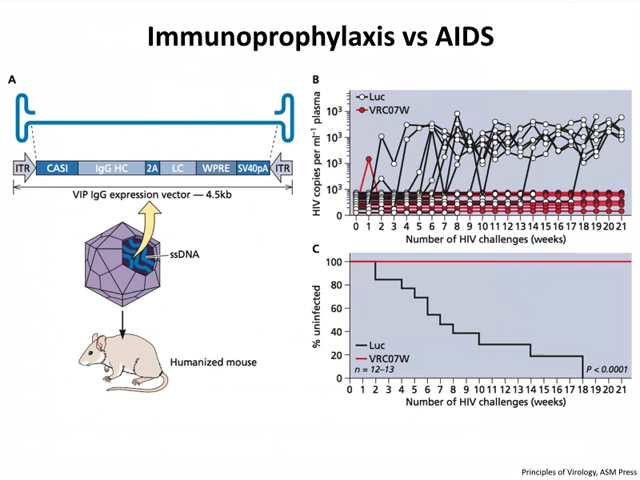 Immunoprophylaxis vs AIDS
A
ITR CASI IgG HC 2A LC WPRE SV40pA ITR
VIP IgG expression vector — 4.5kb
ssDNA
Humanized mouse
B
Luc
VRC07W
HIV copies per ml⁻¹ plasma
10³
10³
10³
10³
0
0 1 2 3 4 5 6 7 8 9 10 11 12 13 14 15 16 17 18 19 20 21
Number of HIV challenges (weeks)
C
% uninfected
100
80
60
40
20
0
Luc
VRC07W
n = 12–13
P < 0.0001
0 1 2 3 4 5 6 7 8 9 10 11 12 13 14 15 16 17 18 19 20 21
Number of HIV challenges (weeks)
Principles of Virology, ASM Press